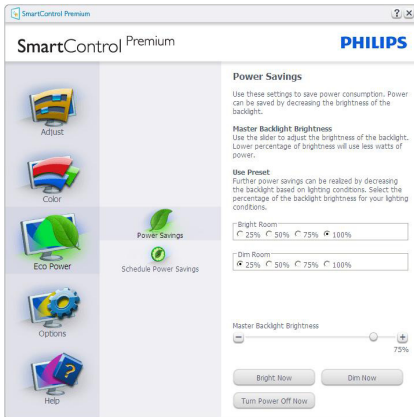 SmartControl Premium
SmartControl Premium
PHILIPS
Adjust
Color
Eco Power
Options
Help
Power Savings
Schedule Power Savings
Power Savings
Use these settings to save power consumption. Power
can be saved by decreasing the brightness of the
backlight.
Master Backlight Brightness
Use the slider to adjust the brightness of the backlight.
Lower percentage of brightness will use less watts of
power.
Use Preset
Further power savings can be realized by decreasing
the backlight based on lighting conditions. Select the
percentage of the backlight brightness for your lighting
conditions.
Bright Room
25% 50% 75% 100%
Dim Room
25% 50% 75% 100%
Master Backlight Brightness
75%
Bright Now Dim Now
Turn Power Off Now